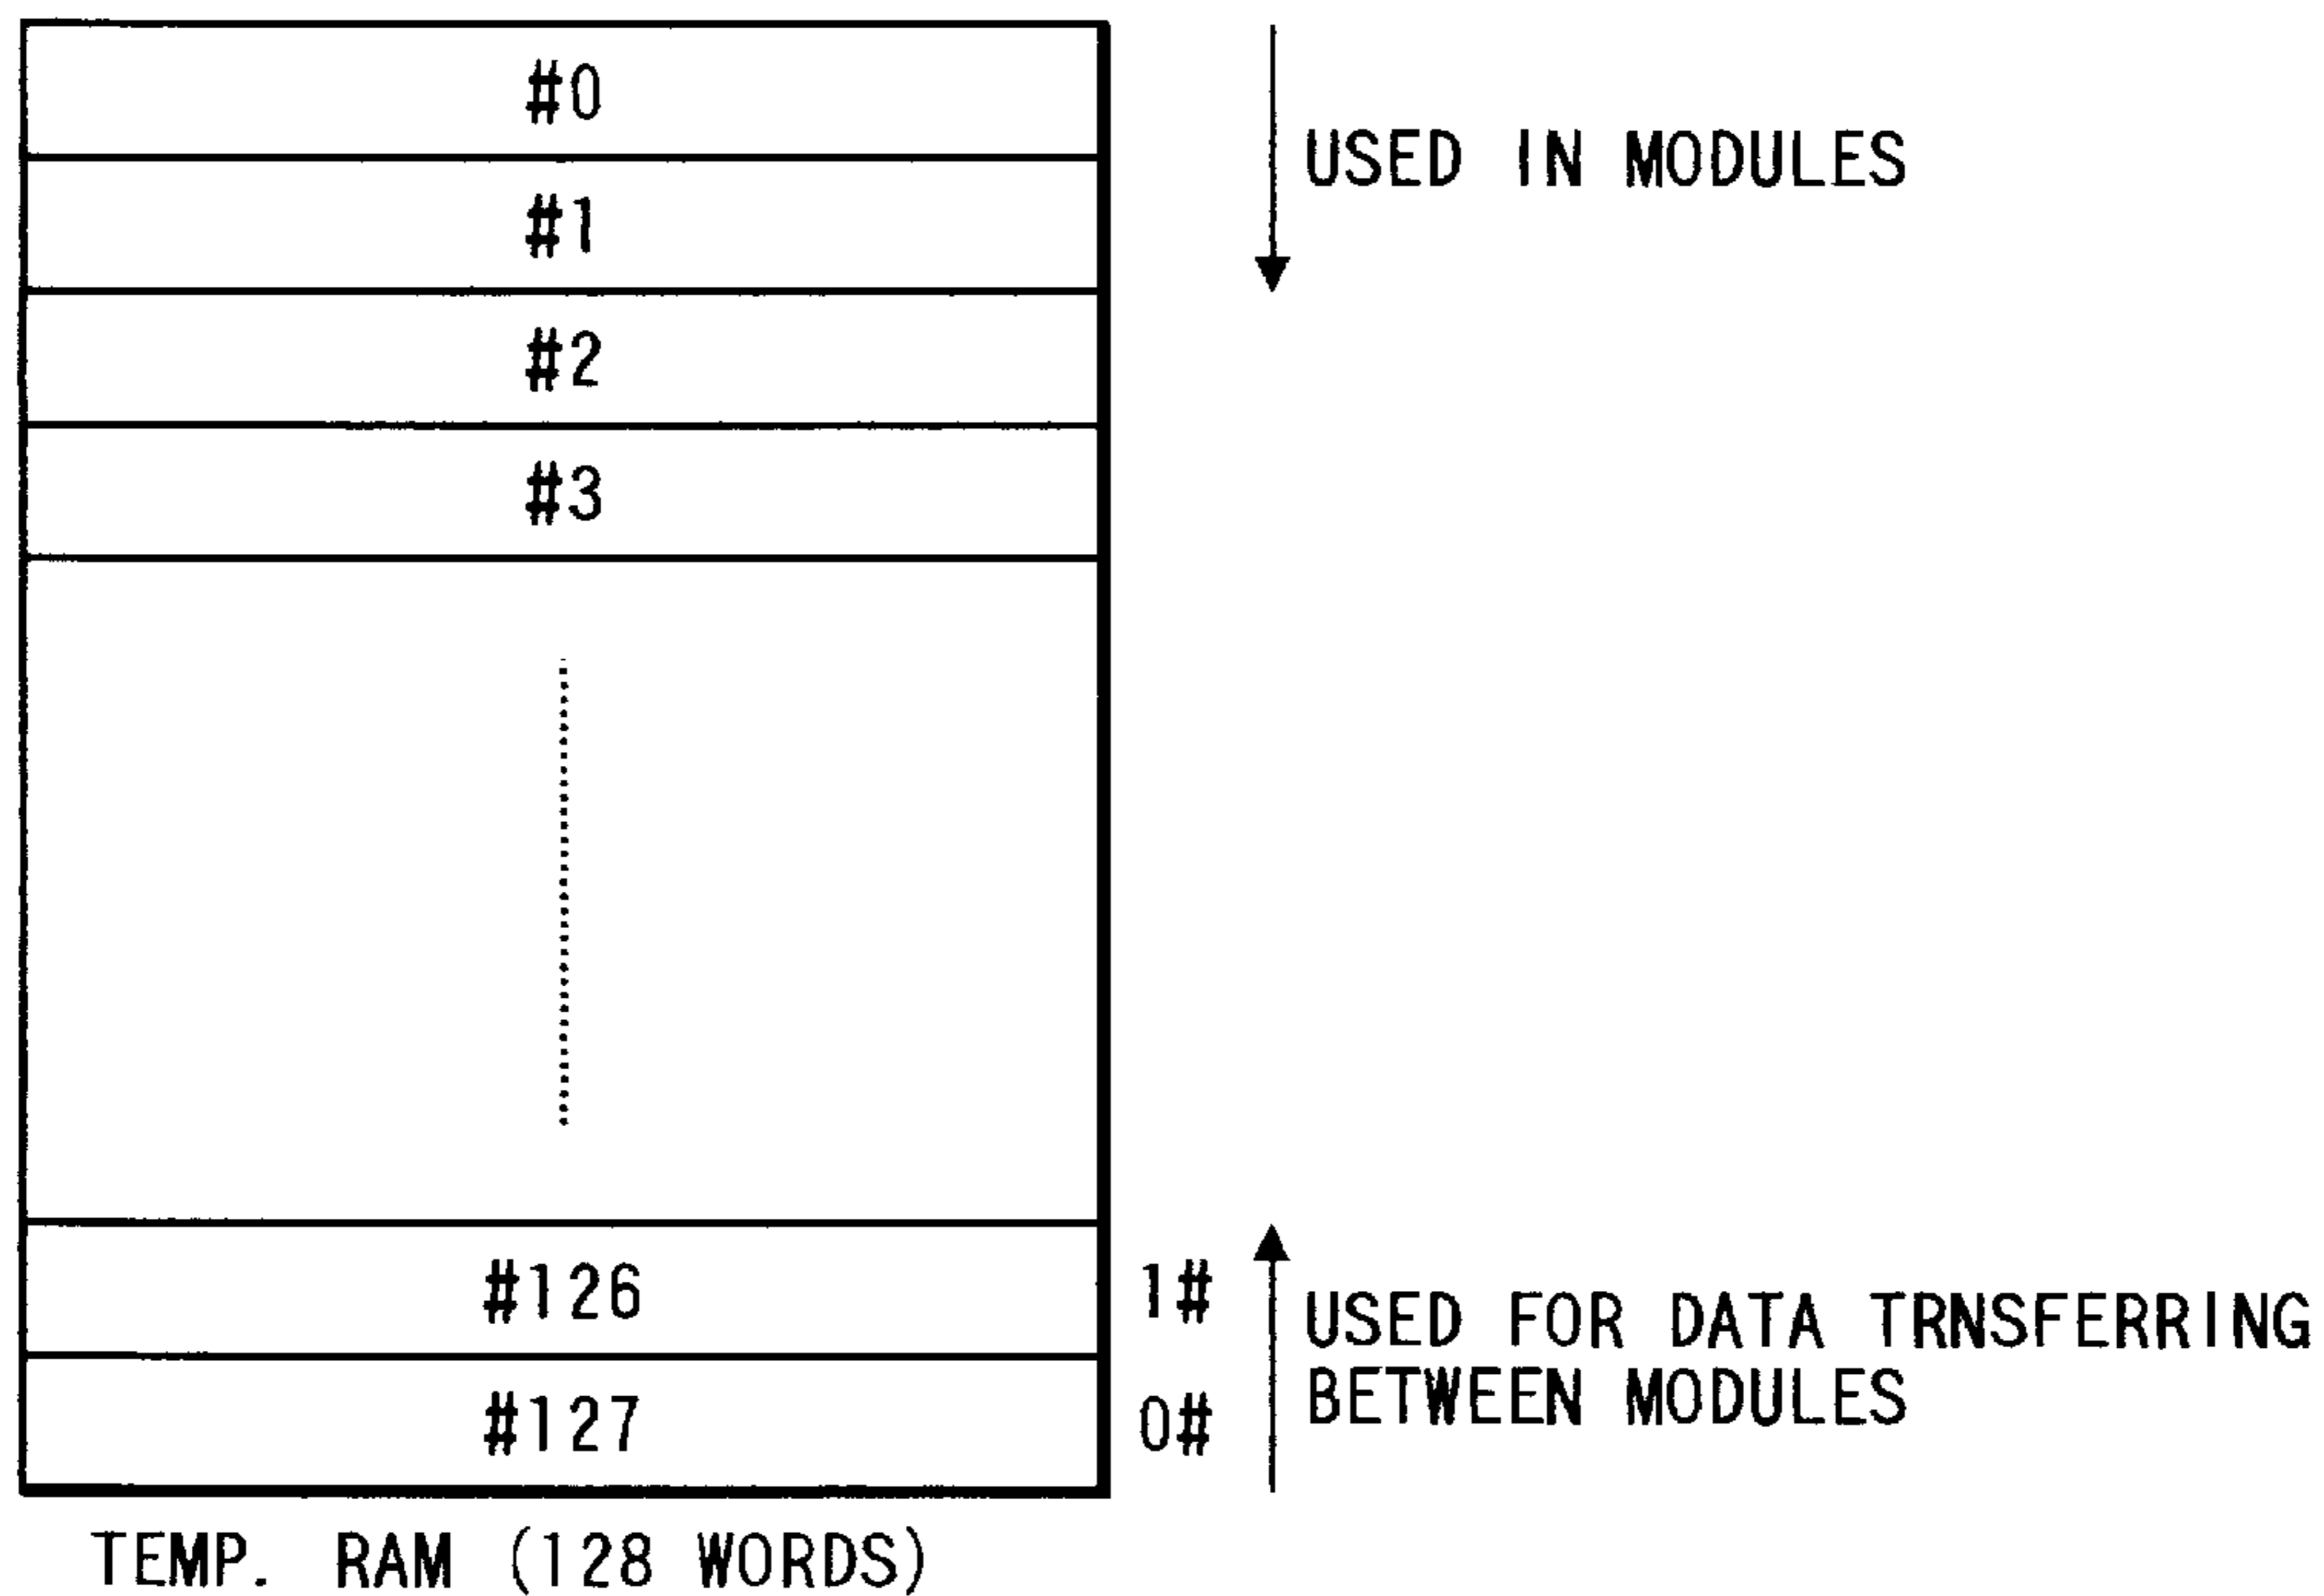 #0
USED IN MODULES
#1
#2
#3
#126
1#
USED FOR DATA TRNSFERRING
BETWEEN MODULES
#127
0#
TEMP. RAM (128 WORDS)